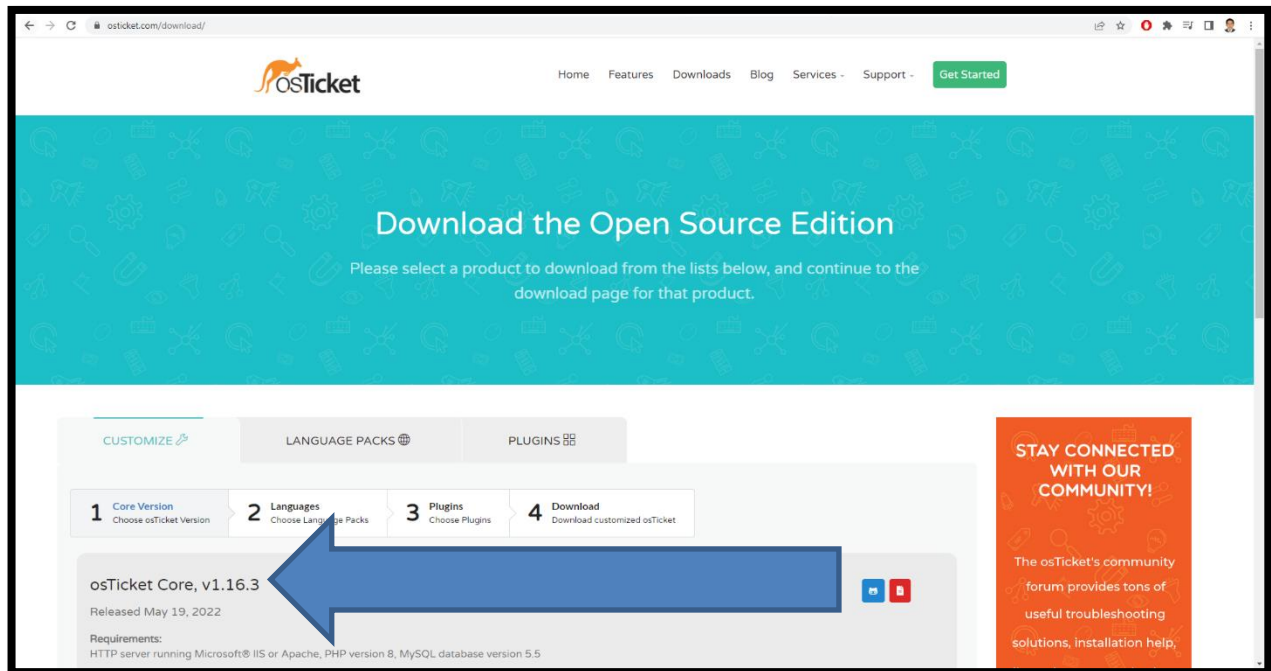 osticket.com/download/
osTicket
Home Features Downloads Blog Services Support Get Started
Download the Open Source Edition
Please select a product to download from the lists below, and continue to the
download page for that product.
CUSTOMIZE
LANGUAGE PACKS
PLUGINS
1 Core Version
Choose osTicket Version
2 Languages
Choose Language Packs
3 Plugins
Choose Plugins
4 Download
Download customized osTicket
osTicket Core, v1.16.3
Released May 19, 2022
Requirements:
HTTP server running Microsoft® IIS or Apache, PHP version 8, MySQL database version 5.5
STAY CONNECTED
WITH OUR
COMMUNITY!
The osTicket's community
forum provides tons of
useful troubleshooting
solutions, installation help,